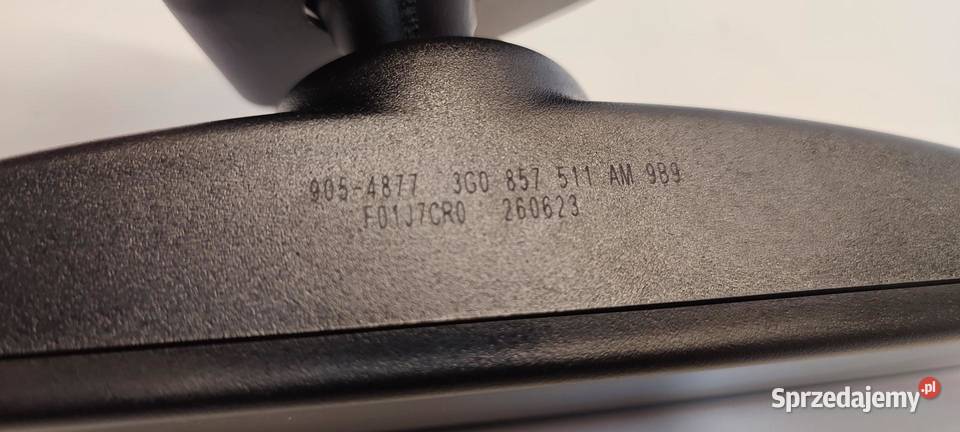 905-4877 3G0 857 511 AM 9B9
F01J7CR0 260623
Sprzedajemy.pl